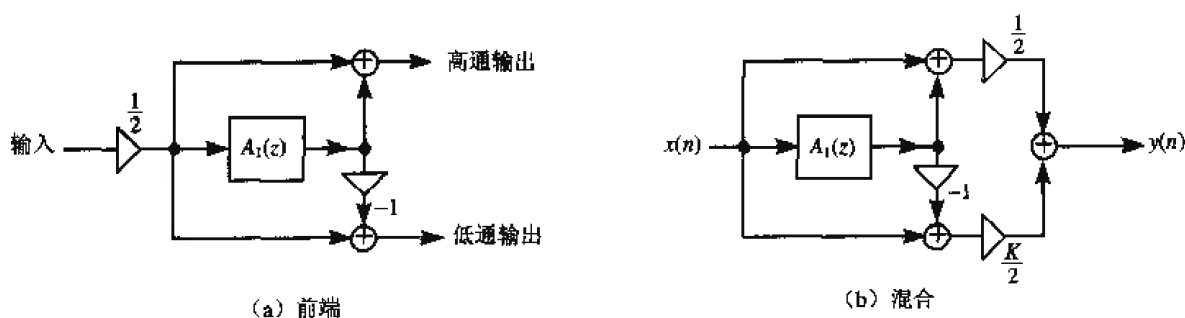 高通输出
1/2
输入
A₁(z)
-1
低通输出
(a) 前端
1/2
x(n)
A₁(z)
-1
y(n)
K/2
(b) 混合